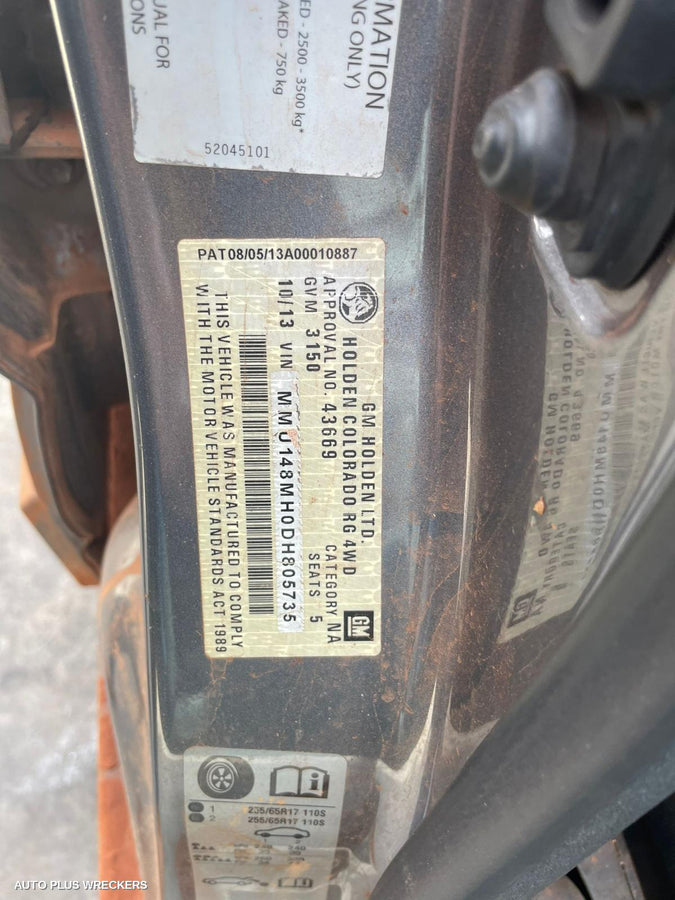 MATION
NG ONLY)
ED - 2500 - 3500 kg*
AKED - 750 kg
UAL FOR
ONS
52045101
PAT08/05/13A00010887
GM HOLDEN LTD.
HOLDEN COLORADO RG 4WD
APPROVAL NO. 43669 CATEGORY NA
GVM 3150 SEATS 5
10/13 VIN MMU148MH0DH805735
THIS VEHICLE WAS MANUFACTURED TO COMPLY
WITH THE MOTOR VEHICLE STANDARDS ACT 1989
GM
i
1 235/65R17 110S
2 255/65R17 110S
AUTO PLUS WRECKERS